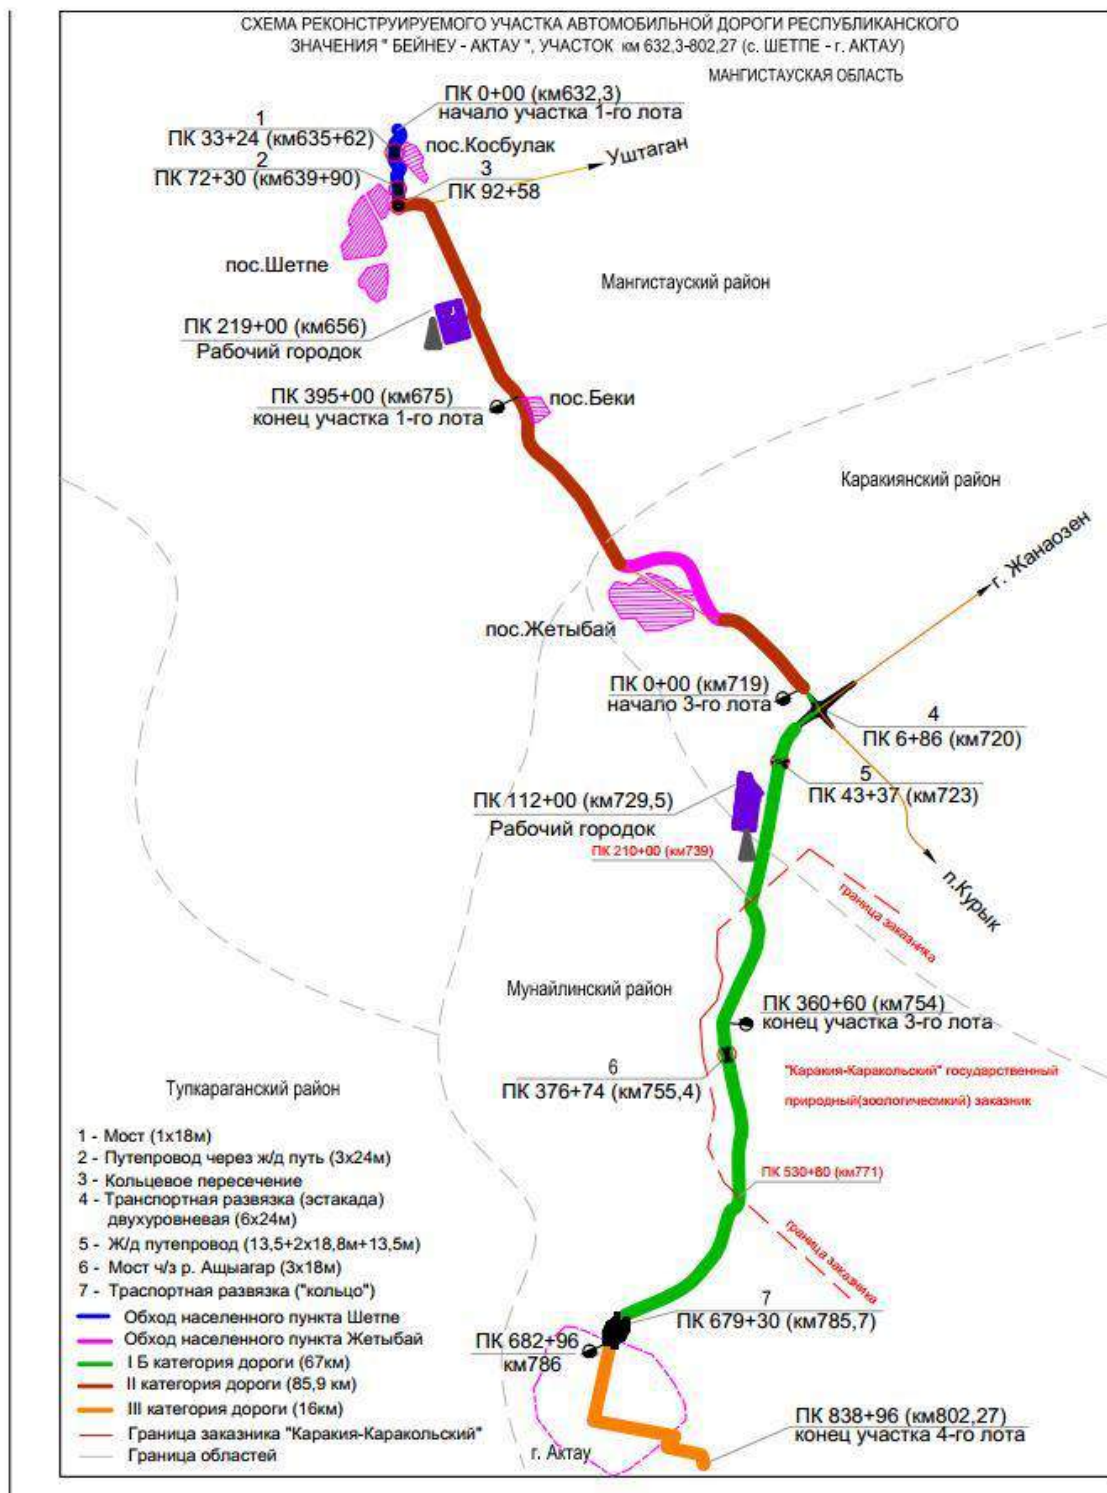 СХЕМА РЕКОНСТРУИРУЕМОГО УЧАСТКА АВТОМОБИЛЬНОЙ ДОРОГИ РЕСПУБЛИКАНСКОГО
ЗНАЧЕНИЯ " БЕЙНЕУ - АКТАУ ", УЧАСТОК км 632,3-802,27 (с. ШЕТПЕ - г. АКТАУ)
МАНГИСТАУСКАЯ ОБЛАСТЬ
ПК 0+00 (км632,3)
начало участка 1-го лота
1
ПК 33+24 (км635+62)
пос.Косбулак
2
ПК 72+30 (км639+90)
3
ПК 92+58
Уштаган
пос.Шетпе
Мангистауский район
ПК 219+00 (км656)
Рабочий городок
ПК 395+00 (км675)
конец участка 1-го лота
пос.Беки
Каракиянский район
г. Жанаозен
пос.Жетыбай
ПК 0+00 (км719)
начало 3-го лота
4
ПК 6+86 (км720)
5
ПК 43+37 (км723)
ПК 112+00 (км729,5)
Рабочий городок
ПК 210+00 (км739)
п.Курык
граница заказника
Мунайлинский район
ПК 360+60 (км754)
конец участка 3-го лота
6
ПК 376+74 (км755,4)
"Каракия-Каракольский" государственный
природный(зоологичесмкий) заказник
Тупкараганский район
ПК 530+80 (км771)
граница заказника
7
ПК 679+30 (км785,7)
ПК 682+96
км786
ПК 838+96 (км802,27)
конец участка 4-го лота
г. Актау
1 - Мост (1х18м)
2 - Путепровод через ж/д путь (3х24м)
3 - Кольцевое пересечение
4 - Транспортная развязка (эстакада)
двухуровневая (6х24м)
5 - Ж/д путепровод (13,5+2х18,8м+13,5м)
6 - Мост ч/з р. Ащыагар (3х18м)
7 - Траспортная развязка ("кольцо")
Обход населенного пункта Шетпе
Обход населенного пункта Жетыбай
I Б категория дороги (67км)
II категория дороги (85,9 км)
III категория дороги (16км)
Граница заказника "Каракия-Каракольский"
Граница областей